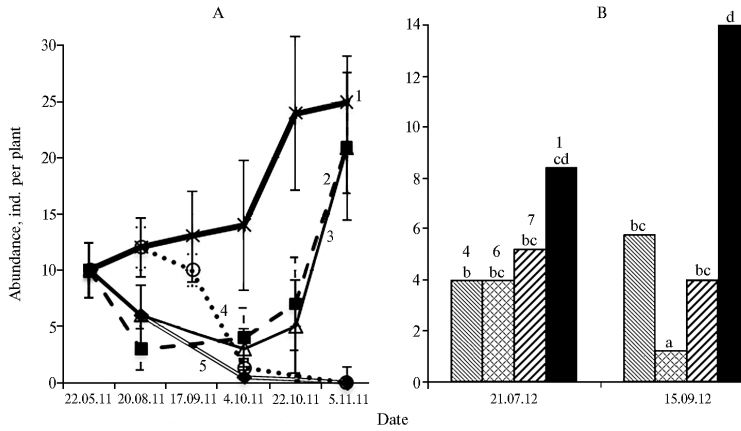 A
B
Abundance, ind. per plant
30
25
20
15
10
5
0
1
2
3
4
5
22.05.11 20.08.11 17.09.11 4.10.11 22.10.11 5.11.11
14
12
10
8
6
4
2
0
4
b
6
bc
7
bc
1
cd
bc
a
bc
d
21.07.12 15.09.12
Date